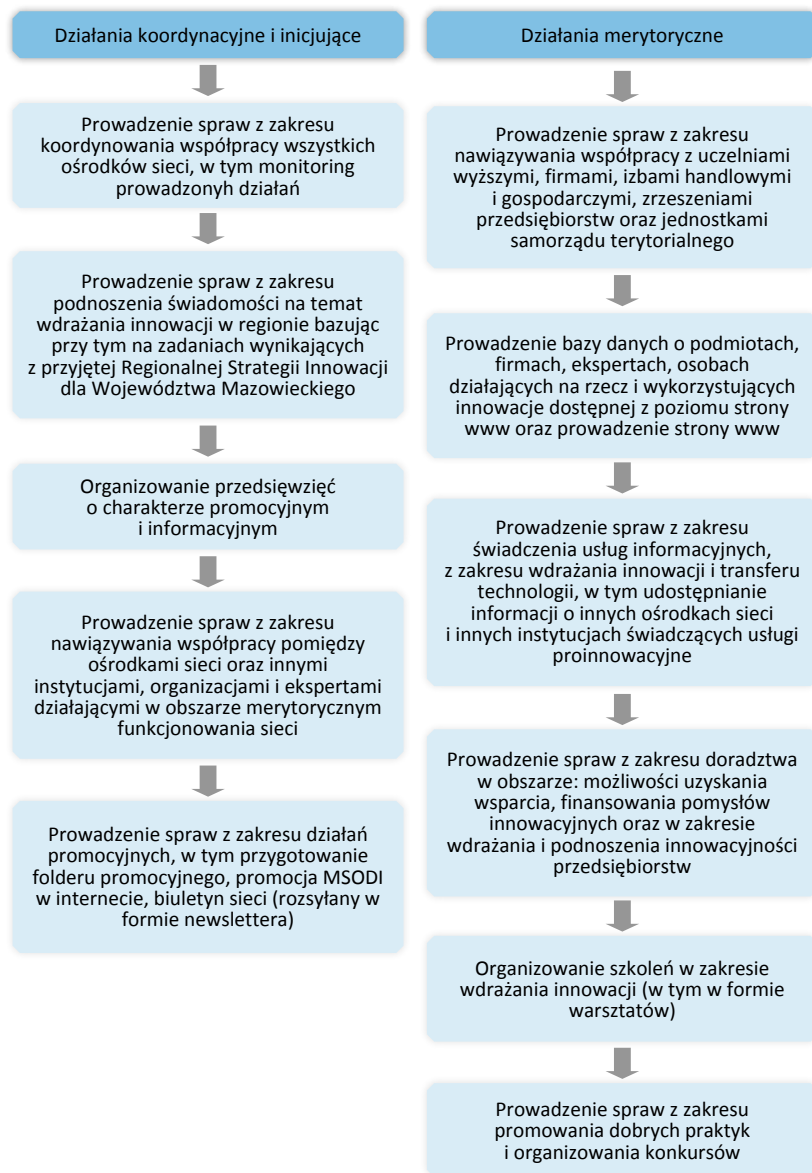 Działania koordynacyjne i inicjujące
Prowadzenie spraw z zakresu
koordynowania współpracy wszystkich
ośrodków sieci, w tym monitoring
prowadzonyh działań
Prowadzenie spraw z zakresu
podnoszenia świadomości na temat
wdrażania innowacji w regionie bazując
przy tym na zadaniach wynikających
z przyjętej Regionalnej Strategii Innowacji
dla Województwa Mazowieckiego
Organizowanie przedsięwzięć
o charakterze promocyjnym
i informacyjnym
Prowadzenie spraw z zakresu
nawiązywania współpracy pomiędzy
ośrodkami sieci oraz innymi
instytucjami, organizacjami i ekspertami
działającymi w obszarze merytorycznym
funkcjonowania sieci
Prowadzenie spraw z zakresu działań
promocyjnych, w tym przygotowanie
folderu promocyjnego, promocja MSODI
w internecie, biuletyn sieci (rozsyłany w
formie newslettera)
Działania merytoryczne
Prowadzenie spraw z zakresu
nawiązywania współpracy z uczelniami
wyższymi, firmami, izbami handlowymi
i gospodarczymi, zrzeszeniami
przedsiębiorstw oraz jednostkami
samorządu terytorialnego
Prowadzenie bazy danych o podmiotach,
firmach, ekspertach, osobach
działających na rzecz i wykorzystujących
innowacje dostępnej z poziomu strony
www oraz prowadzenie strony www
Prowadzenie spraw z zakresu
świadczenia usług informacyjnych,
z zakresu wdrażania innowacji i transferu
technologii, w tym udostępnianie
informacji o innych ośrodkach sieci
i innych instytucjach świadczących usługi
proinnowacyjne
Prowadzenie spraw z zakresu doradztwa
w obszarze: możliwości uzyskania
wsparcia, finansowania pomysłów
innowacyjnych oraz w zakresie
wdrażania i podnoszenia innowacyjności
przedsiębiorstw
Organizowanie szkoleń w zakresie
wdrażania innowacji (w tym w formie
warsztatów)
Prowadzenie spraw z zakresu
promowania dobrych praktyk
i organizowania konkursów